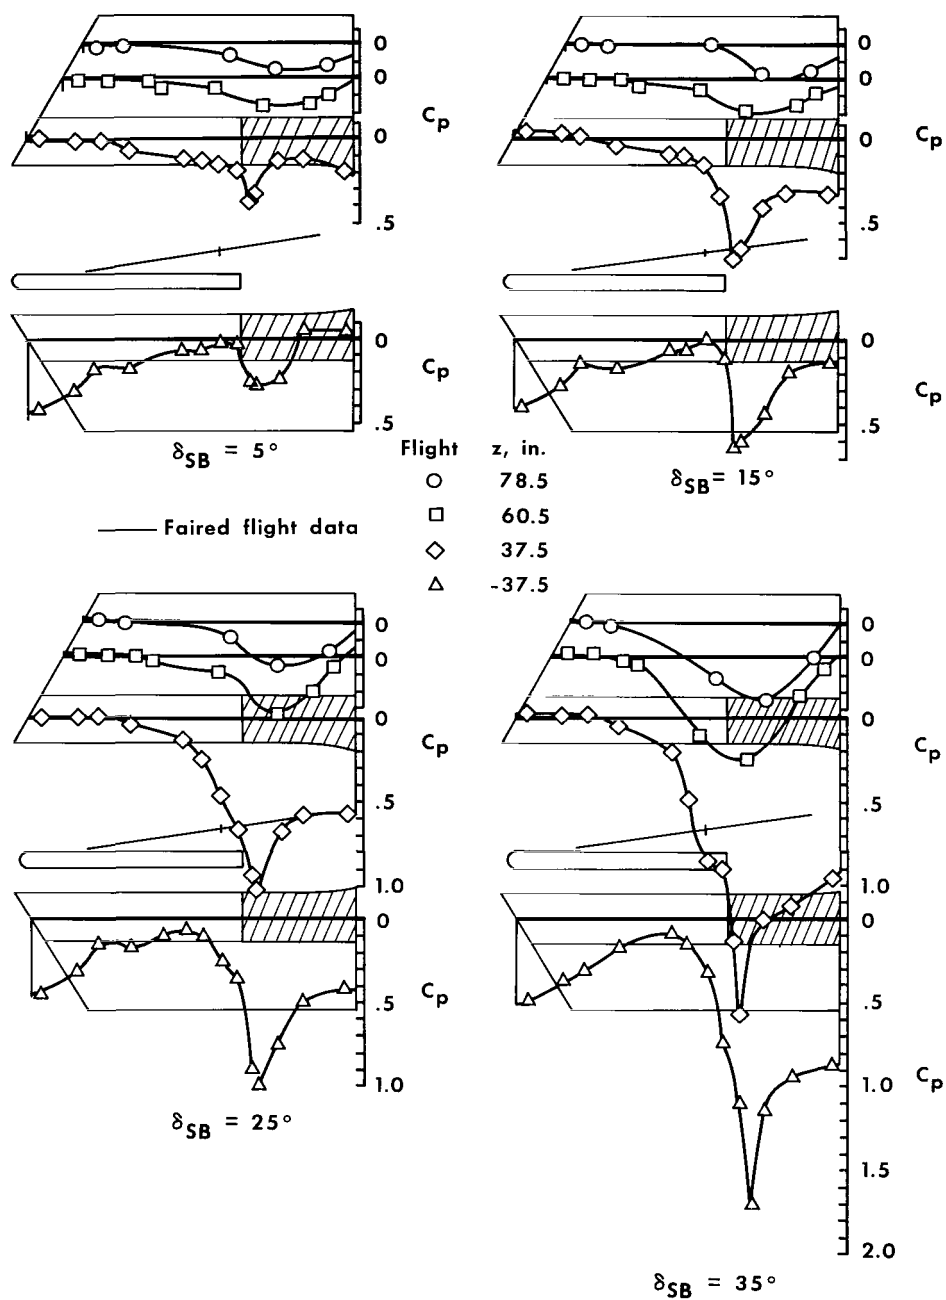 0
0
0
C_p
.5
0
C_p
.5
δ_SB = 5°
0
0
0
C_p
.5
0
C_p
.5
δ_SB = 15°
Flight z, in.
78.5
60.5
37.5
-37.5
Faired flight data
0
0
0
C_p
.5
1.0
0
C_p
.5
1.0
δ_SB = 25°
0
0
0
C_p
.5
1.0
0
.5
C_p
1.0
1.5
2.0
δ_SB = 35°